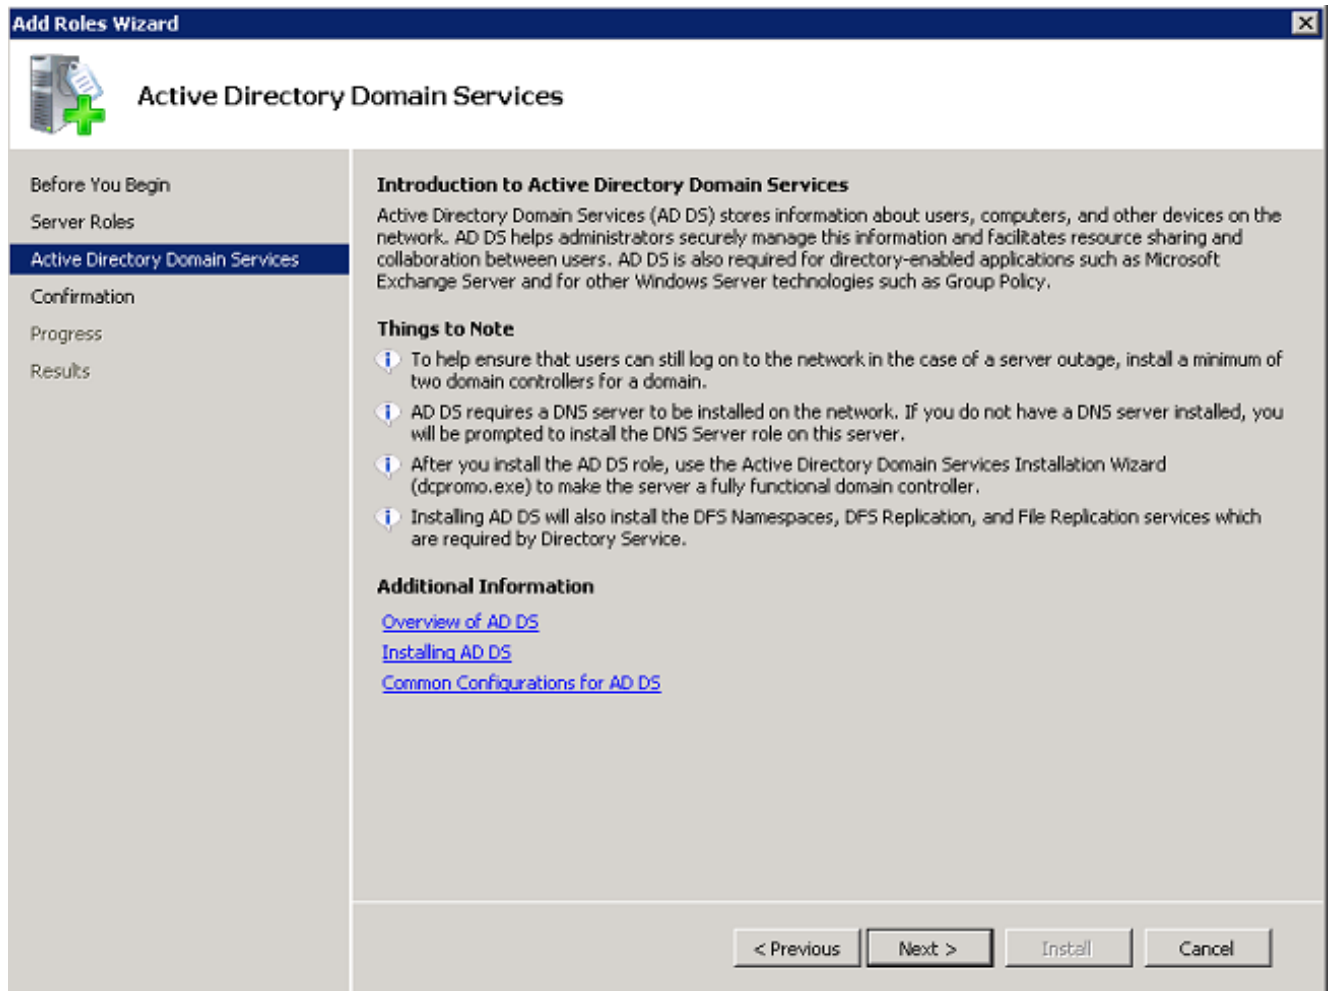 Add Roles Wizard
Active Directory Domain Services
Before You Begin
Server Roles
Active Directory Domain Services
Confirmation
Progress
Results
Introduction to Active Directory Domain Services
Active Directory Domain Services (AD DS) stores information about users, computers, and other devices on the
network. AD DS helps administrators securely manage this information and facilitates resource sharing and
collaboration between users. AD DS is also required for directory-enabled applications such as Microsoft
Exchange Server and for other Windows Server technologies such as Group Policy.
Things to Note
To help ensure that users can still log on to the network in the case of a server outage, install a minimum of
two domain controllers for a domain.
AD DS requires a DNS server to be installed on the network. If you do not have a DNS server installed, you
will be prompted to install the DNS Server role on this server.
After you install the AD DS role, use the Active Directory Domain Services Installation Wizard
(dcpromo.exe) to make the server a fully functional domain controller.
Installing AD DS will also install the DFS Namespaces, DFS Replication, and File Replication services which
are required by Directory Service.
Additional Information
Overview of AD DS
Installing AD DS
Common Configurations for AD DS
< Previous
Next >
Install
Cancel